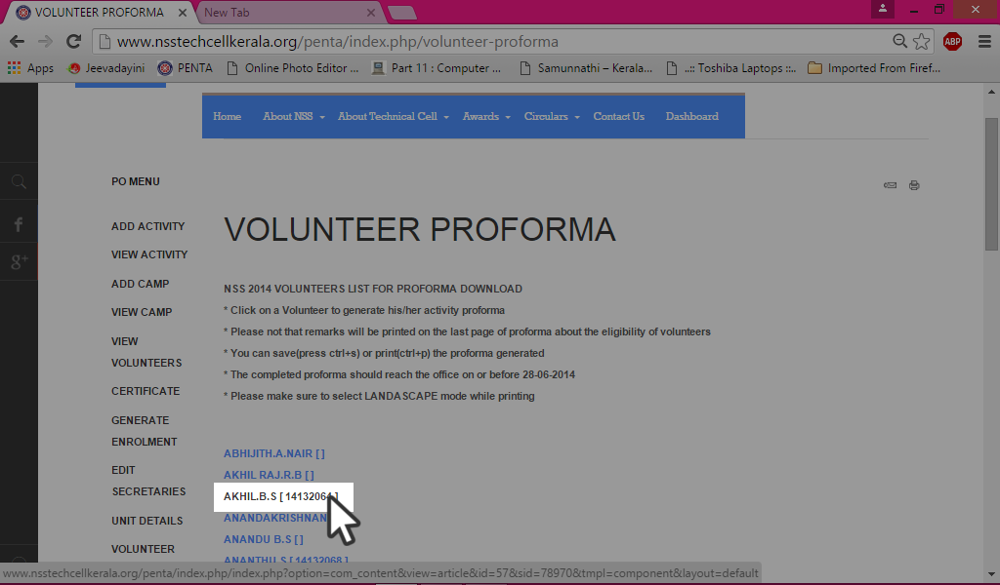 VOLUNTEER PROFORMA
New Tab
www.nsstechcellkerala.org/penta/index.php/volunteer-proforma
ABP
Apps
Jeevadayini
PENTA
Online Photo Editor ...
Part 11 : Computer ...
Samunnathi – Kerala...
..:: Toshiba Laptops ::..
Imported From Firef...
Home
About NSS
About Technical Cell
Awards
Circulars
Contact Us
Dashboard
PO MENU
ADD ACTIVITY
VIEW ACTIVITY
ADD CAMP
VIEW CAMP
VIEW
VOLUNTEERS
CERTIFICATE
GENERATE
ENROLMENT
EDIT
SECRETARIES
UNIT DETAILS
VOLUNTEER
VOLUNTEER PROFORMA
NSS 2014 VOLUNTEERS LIST FOR PROFORMA DOWNLOAD
* Click on a Volunteer to generate his/her activity proforma
* Please not that remarks will be printed on the last page of proforma about the eligibility of volunteers
* You can save(press ctrl+s) or print(ctrl+p) the proforma generated
* The completed proforma should reach the office on or before 28-06-2014
* Please make sure to select LANDASCAPE mode while printing
ABHIJITH.A.NAIR [ ]
AKHIL RAJ.R.B [ ]
AKHIL.B.S [ 14132064 ]
ANANDAKRISHNAN
ANANDU B.S [ ]
ANANTHU.S [ 14132068 ]
www.nsstechcellkerala.org/penta/index.php/index.php?option=com_content&view=article&id=57&sid=78970&tmpl=component&layout=default